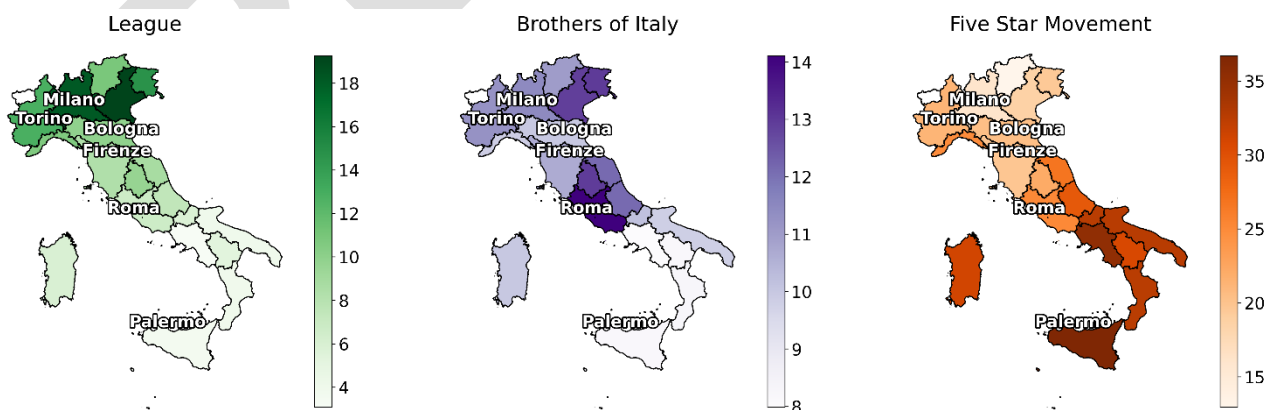 League
Milano
Torino
Bologna
Firenze
Roma
Palermo
18
16
14
12
10
8
6
4
Brothers of Italy
Milano
Torino
Bologna
Firenze
Roma
Palermo
14
13
12
11
10
9
8
Five Star Movement
Milano
Torino
Bologna
Firenze
Roma
Palermo
35
30
25
20
15